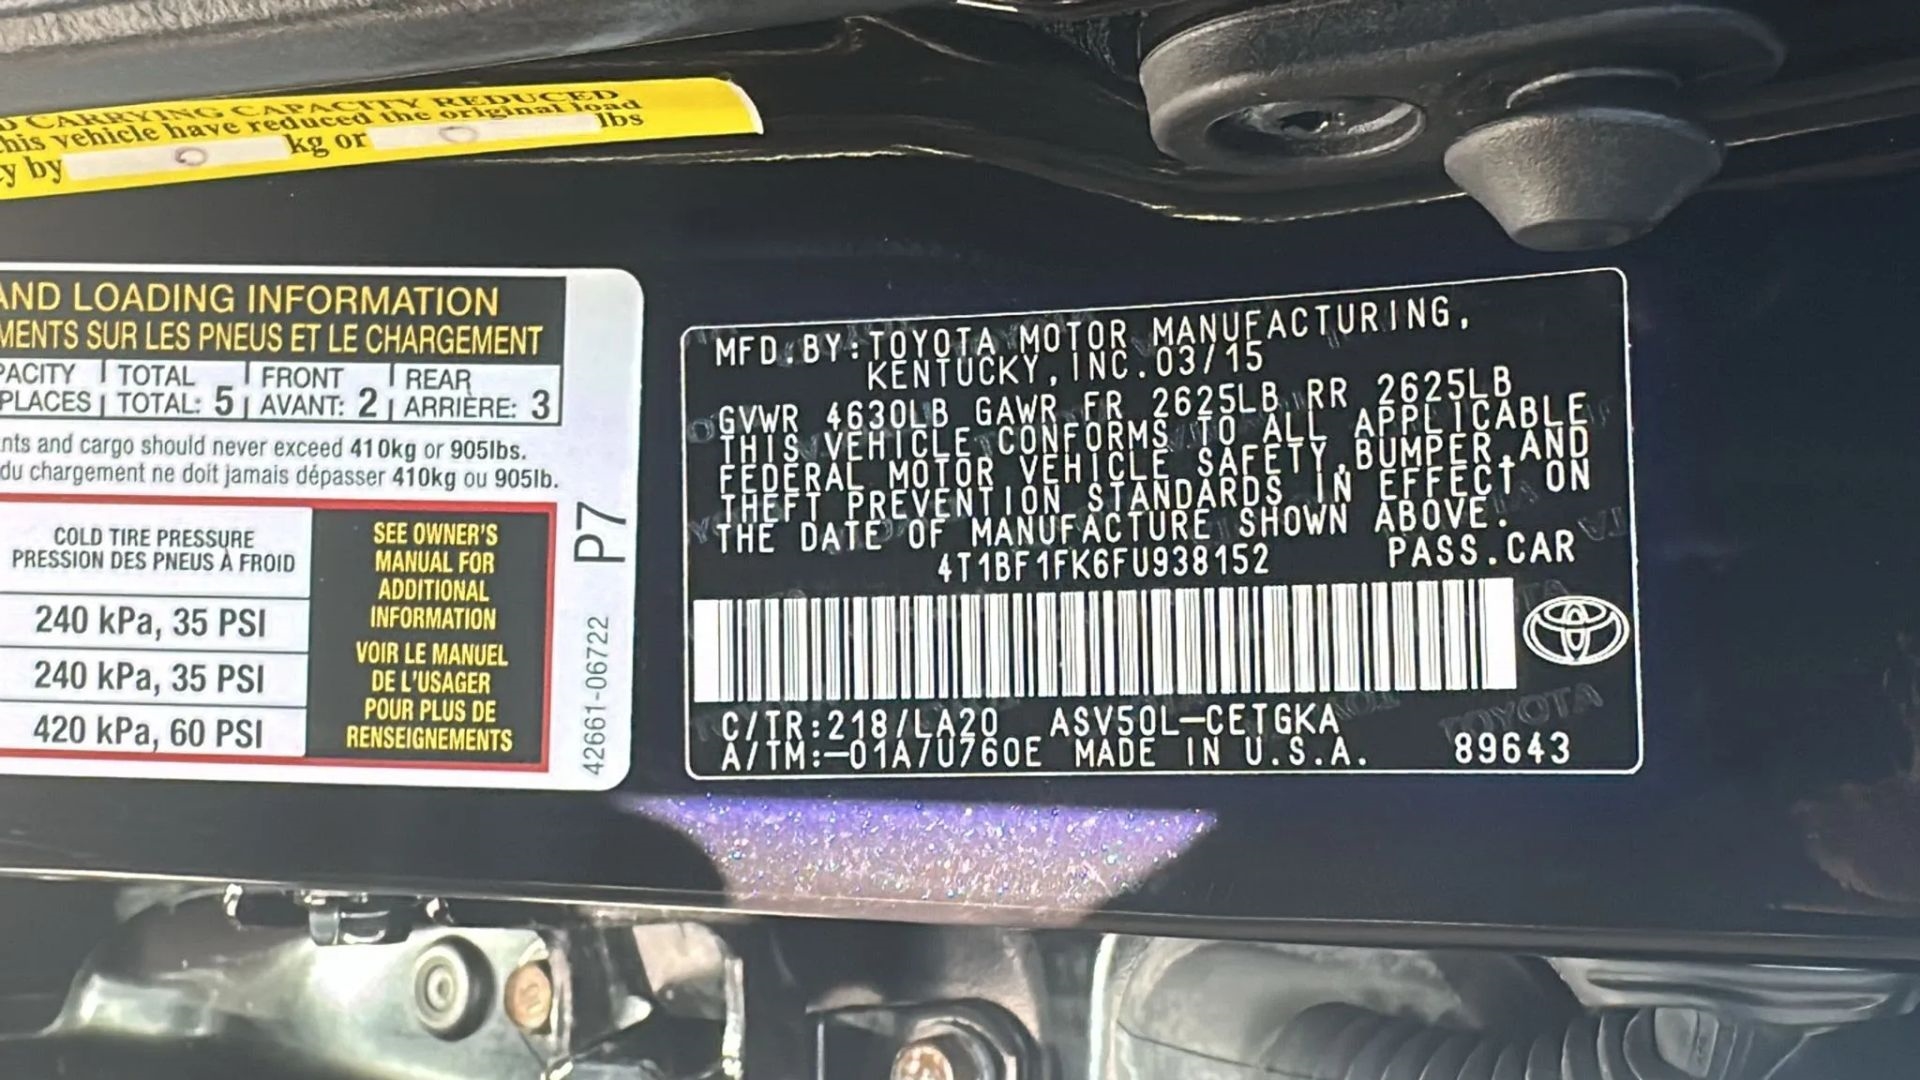 CARRYING CAPACITY REDUCED
this vehicle have reduced the original load
by 0 kg or 0 lbs
AND LOADING INFORMATION
SUR LES PNEUS ET LE CHARGEMENT
TOTAL FRONT REAR
PLACES TOTAL: 5 AVANT: 2 ARRIÈRE: 3
and cargo should never exceed 410kg or 905lbs.
du chargement ne doit jamais dépasser 410kg ou 905lb.
COLD TIRE PRESSURE
PRESSION DES PNEUS À FROID
240 kPa, 35 PSI
240 kPa, 35 PSI
420 kPa, 60 PSI
SEE OWNER'S
MANUAL FOR
ADDITIONAL
INFORMATION
VOIR LE MANUEL
DE L'USAGER
POUR PLUS DE
RENSEIGNEMENTS
42661-06722 P7
MFD.BY:TOYOTA MOTOR MANUFACTURING,
KENTUCKY,INC.03/15
GVWR 4630LB GAWR FR 2625LB RR 2625LB
THIS VEHICLE CONFORMS TO ALL APPLICABLE
FEDERAL MOTOR VEHICLE SAFETY,BUMPER,AND
THEFT PREVENTION STANDARDS IN EFFECT ON
THE DATE OF MANUFACTURE SHOWN ABOVE.
4T1BF1FK6FU938152 PASS.CAR
C/TR:218/LA20 ASV50L-CETGKA
A/TM:-01A/U760E MADE IN U.S.A. 89643